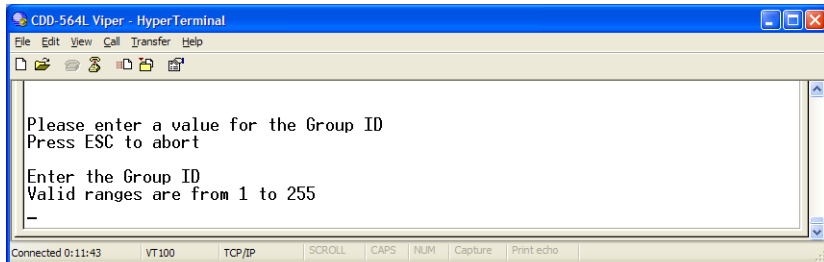 CDD-564L Viper - HyperTerminal
File Edit View Call Transfer Help
Please enter a value for the Group ID
Press ESC to abort
Enter the Group ID
Valid ranges are from 1 to 255
_
Connected 0:11:43 VT100 TCP/IP SCROLL CAPS NUM Capture Print echo